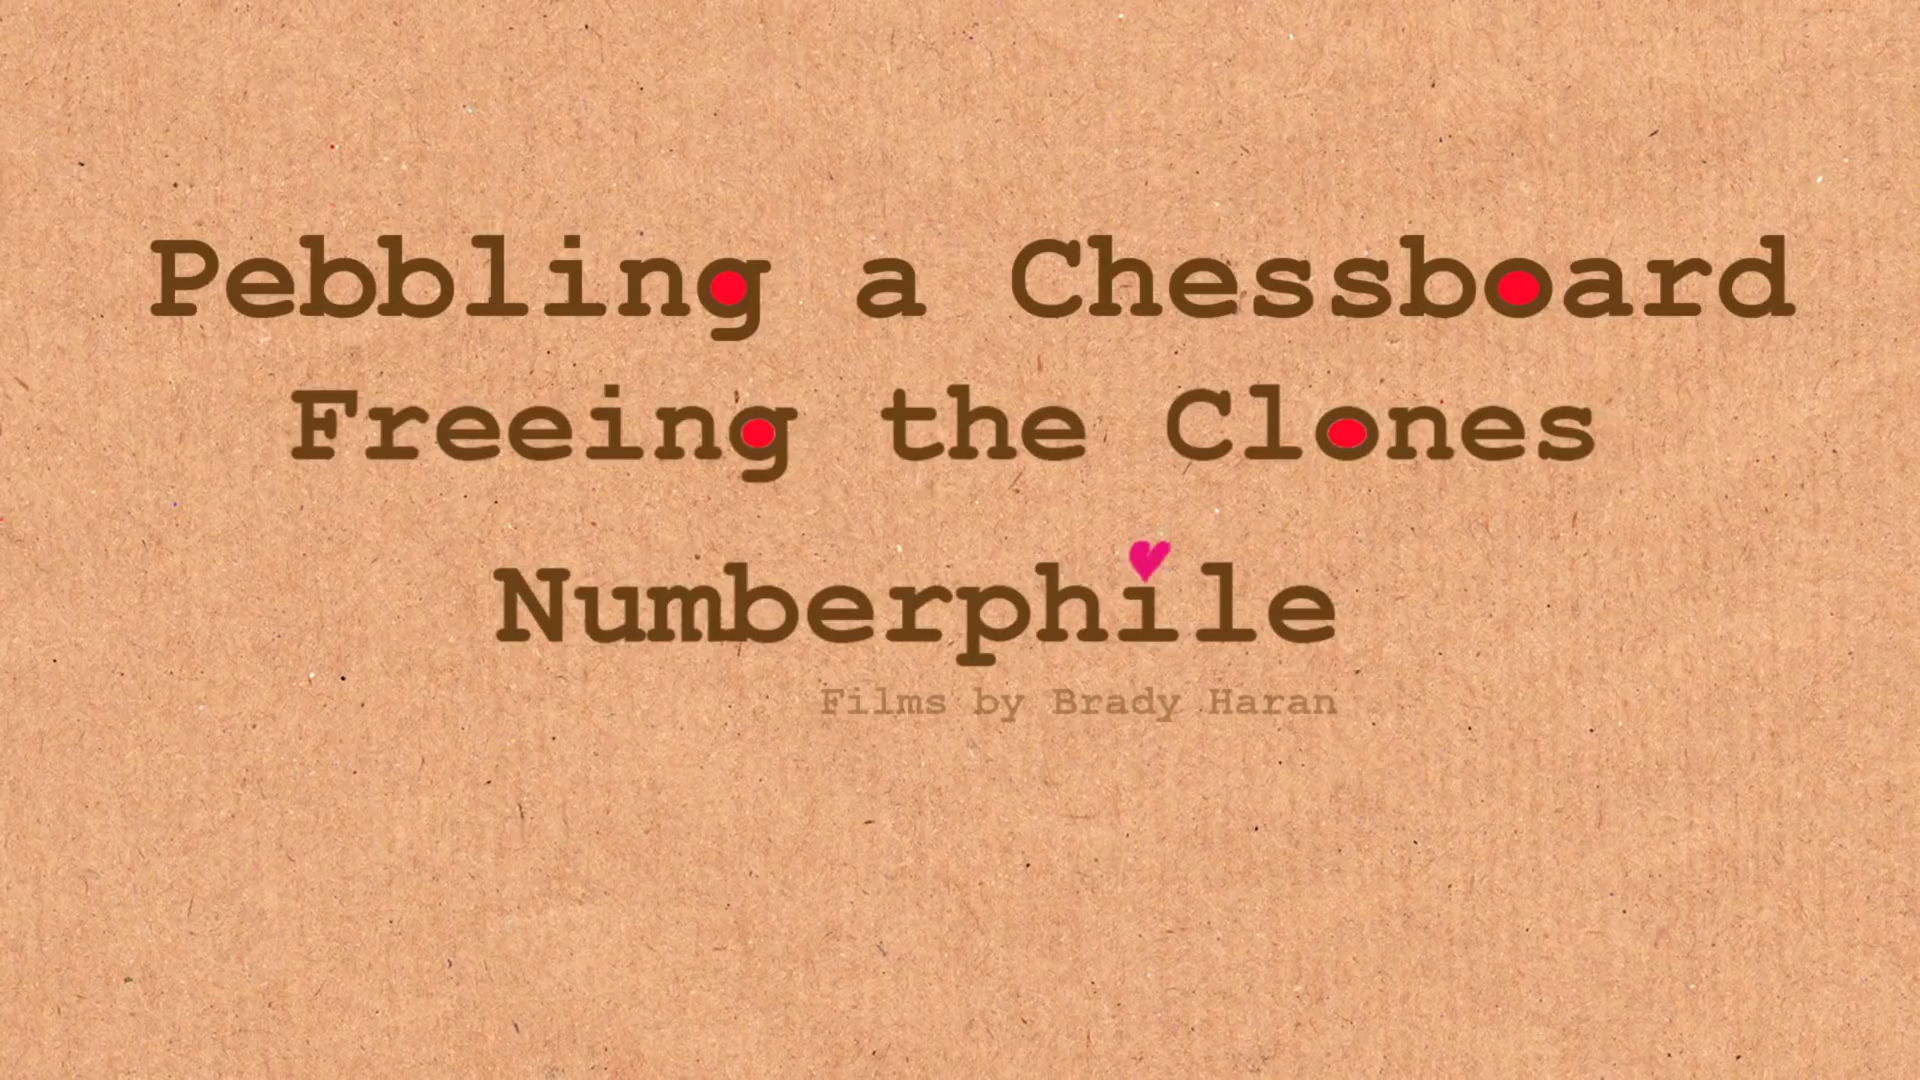 Pebbling a Chessboard
Freeing the Clones
Numberphile
Films by Brady Haran